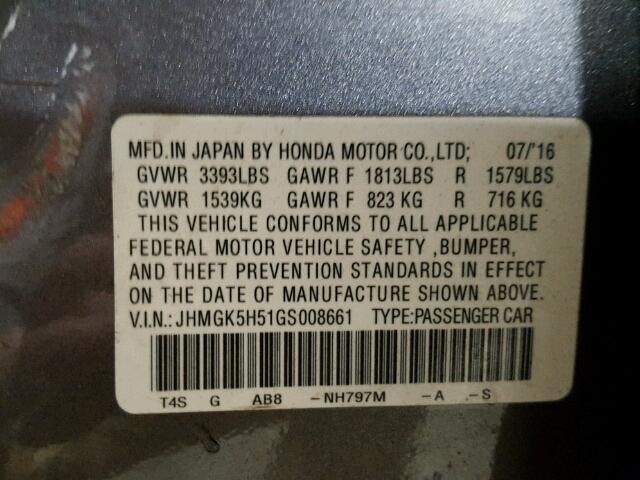 MFD.IN JAPAN BY HONDA MOTOR CO.,LTD; 07/'16
GVWR 3393LBS GAWR F 1813LBS R 1579LBS
GVWR 1539KG GAWR F 823 KG R 716 KG
THIS VEHICLE CONFORMS TO ALL APPLICABLE
FEDERAL MOTOR VEHICLE SAFETY ,BUMPER,
AND THEFT PREVENTION STANDARDS IN EFFECT
ON THE DATE OF MANUFACTURE SHOWN ABOVE.
V.I.N.: JHMGK5H51GS008661 TYPE:PASSENGER CAR
T4S G AB8 -NH797M -A -S